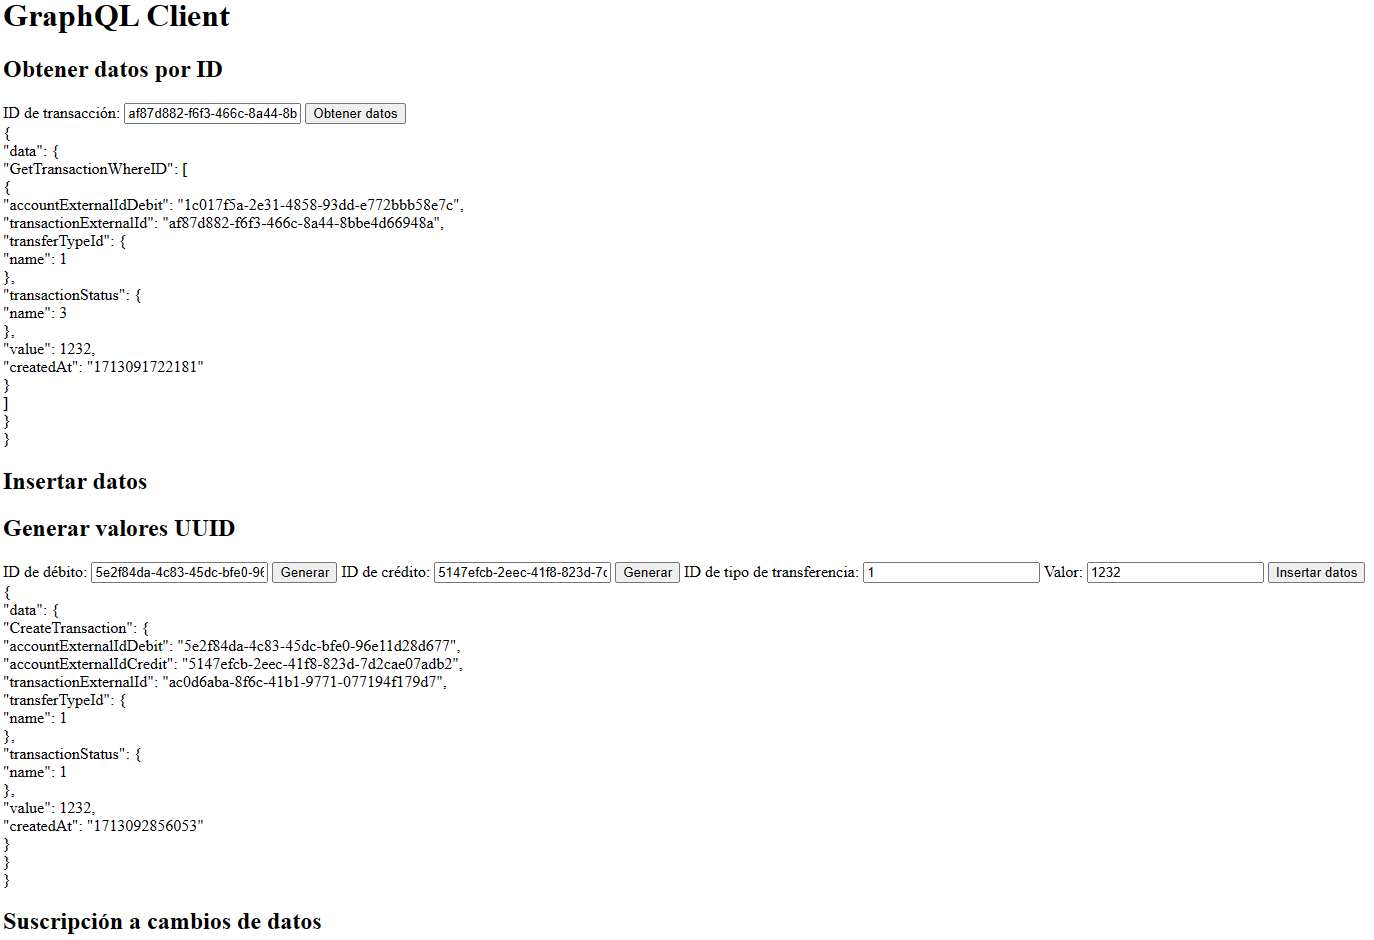 GraphQL Client
Obtener datos por ID
ID de transacción: af87d882-f6f3-466c-8a44-8b Obtener datos
{
"data": {
"GetTransactionWhereID": [
{
"accountExternalIdDebit": "1c017f5a-2e31-4858-93dd-e772bbb58e7c",
"transactionExternalId": "af87d882-f6f3-466c-8a44-8bbe4d66948a",
"transferTypeId": {
"name": 1
},
"transactionStatus": {
"name": 3
},
"value": 1232,
"createdAt": "1713091722181"
}
]
}
}
Insertar datos
Generar valores UUID
ID de débito: 5e2f84da-4c83-45dc-bfe0-96 Generar ID de crédito: 5147efcb-2eec-41f8-823d-7c Generar ID de tipo de transferencia: 1 Valor: 1232 Insertar datos
{
"data": {
"CreateTransaction": {
"accountExternalIdDebit": "5e2f84da-4c83-45dc-bfe0-96e11d28d677",
"accountExternalIdCredit": "5147efcb-2eec-41f8-823d-7d2cae07adb2",
"transactionExternalId": "ac0d6aba-8f6c-41b1-9771-077194f179d7",
"transferTypeId": {
"name": 1
},
"transactionStatus": {
"name": 1
},
"value": 1232,
"createdAt": "1713092856053"
}
}
}
Suscripción a cambios de datos